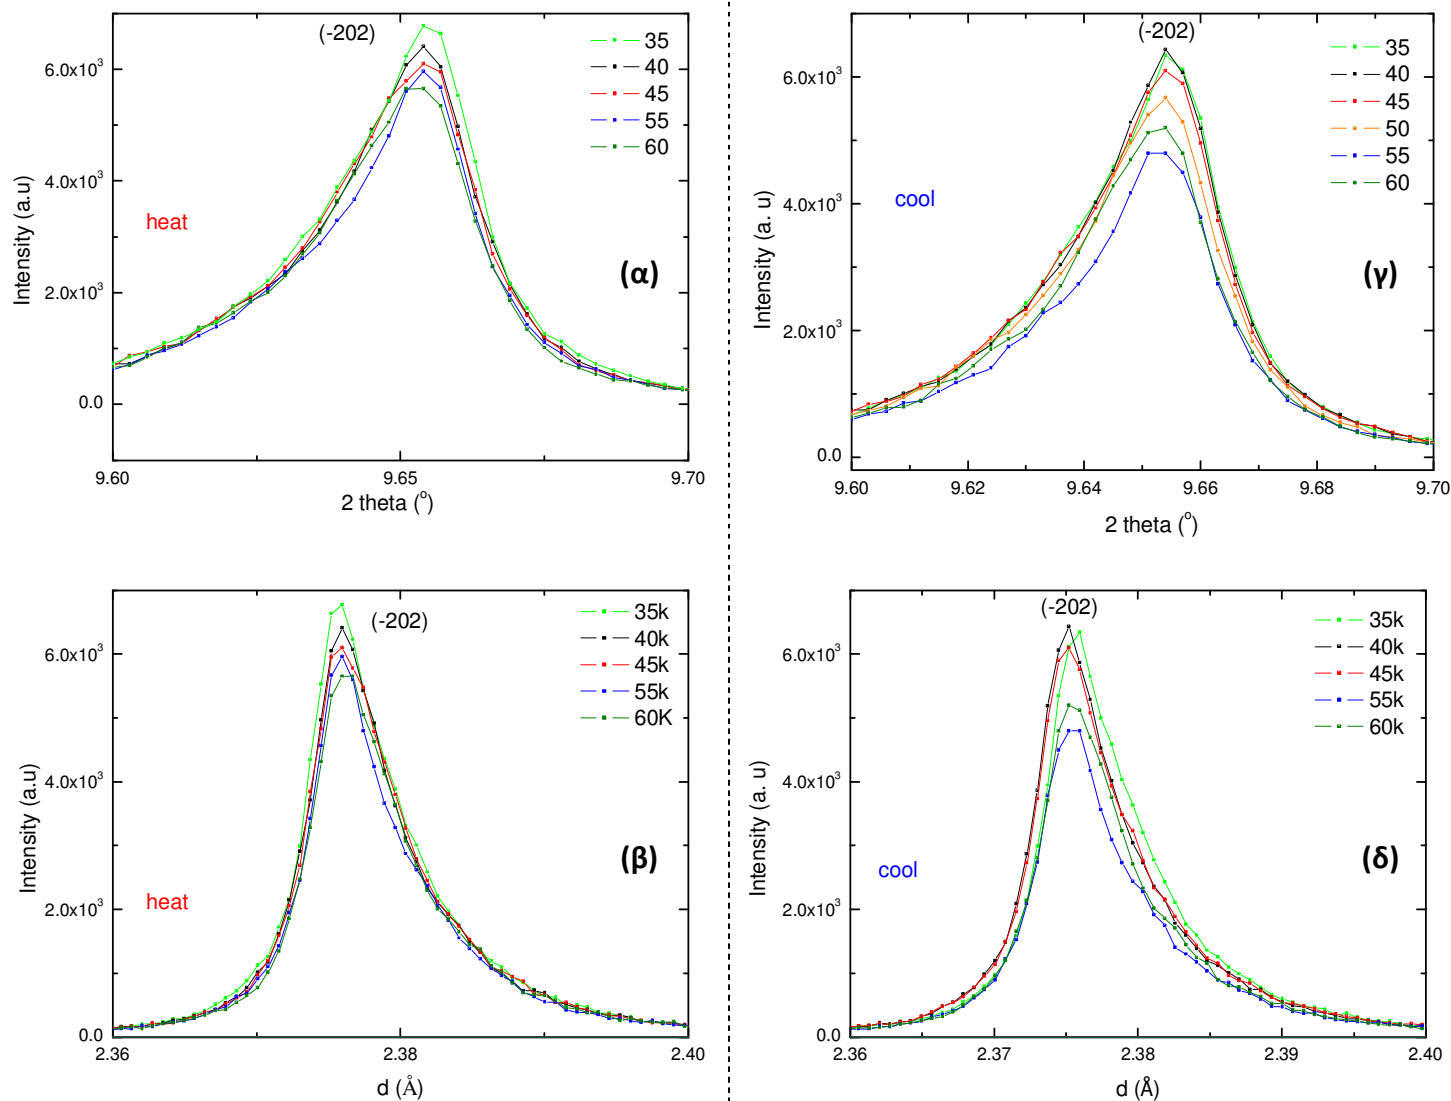 (-202)
35
40
45
55
60
6.0x10³
4.0x10³
2.0x10³
0.0
Intensity (a.u)
heat
(α)
9.60
9.65
9.70
2 theta (°)
(-202)
35
40
45
50
55
60
6.0x10³
4.0x10³
2.0x10³
0.0
Intensity (a. u)
cool
(γ)
9.60
9.62
9.64
9.66
9.68
9.70
2 theta (°)
(-202)
35k
40k
45k
55k
60K
6.0x10³
4.0x10³
2.0x10³
0.0
Intensity (a.u)
heat
(β)
2.36
2.38
2.40
d (Å)
(-202)
35k
40k
45k
55k
60k
6.0x10³
4.0x10³
2.0x10³
0.0
Intensity (a. u)
cool
(δ)
2.36
2.37
2.38
2.39
2.40
d (Å)